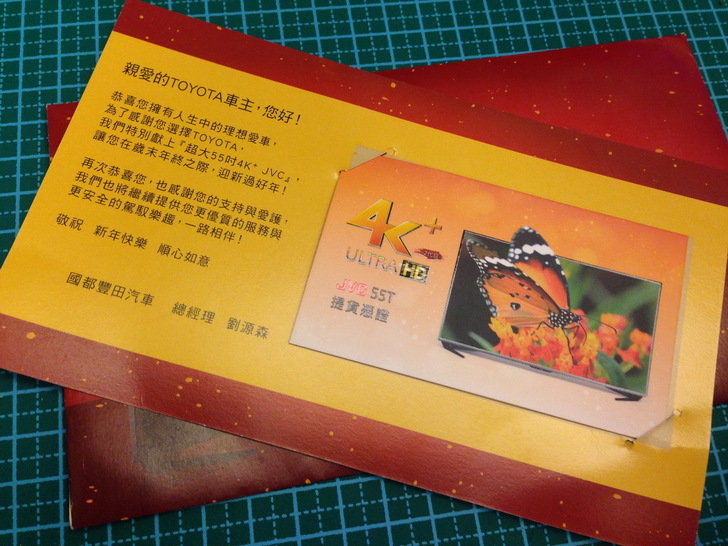 親愛的TOYOTA車主，您好！
恭喜您擁有人生中的理想愛車，
為了感謝您選擇TOYOTA，
我們特別獻上『超大55吋4K⁺ JVC』，
讓您在歲末年終之際，迎新過好年！
再次恭喜您，也感謝您的支持與愛護，
我們也將繼續提供您更優質的服務與
更安全的駕馭樂趣，一路相伴！
敬祝 新年快樂 順心如意
國都豐田汽車 總經理 劉源森
4K+
ULTRA HD
JVC 55T
提貨憑證